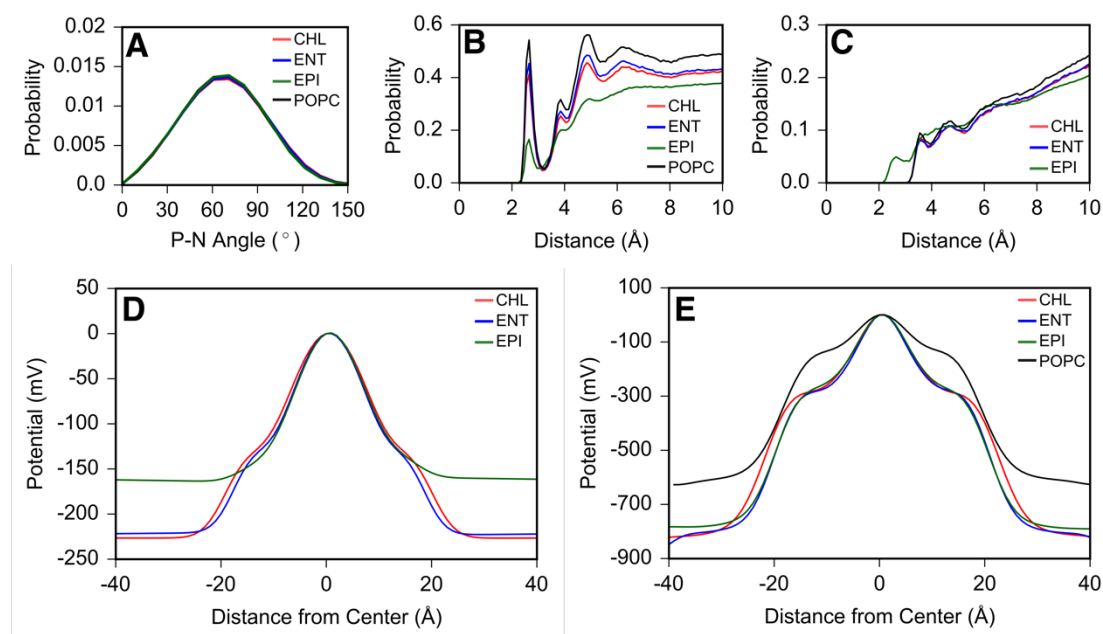 A
0.02
0.015
0.01
0.005
0.0
Probability
0 30 60 90 120 150
P-N Angle (°)
CHL
ENT
EPI
POPC
B
0.6
0.4
0.2
0.0
Probability
0 2 4 6 8 10
Distance (Å)
CHL
ENT
EPI
POPC
C
0.3
0.2
0.1
0.0
Probability
0 2 4 6 8 10
Distance (Å)
CHL
ENT
EPI
D
50
0
-50
-100
-150
-200
-250
Potential (mV)
-40 -20 0 20 40
Distance from Center (Å)
CHL
ENT
EPI
E
100
-100
-300
-500
-700
-900
Potential (mV)
-40 -20 0 20 40
Distance from Center (Å)
CHL
ENT
EPI
POPC